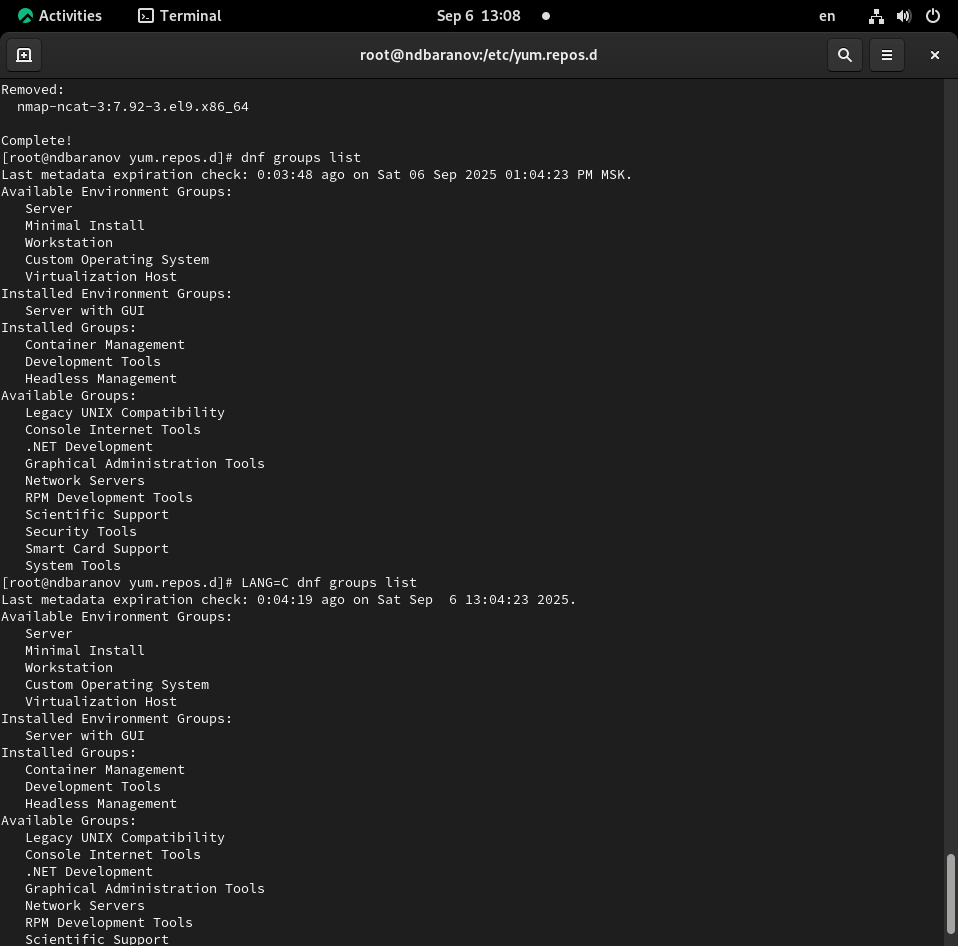 Activities Terminal Sep 6 13:08 en
root@ndbaranov:/etc/yum.repos.d
Removed:
  nmap-ncat-3:7.92-3.el9.x86_64

Complete!
[root@ndbaranov yum.repos.d]# dnf groups list
Last metadata expiration check: 0:03:48 ago on Sat 06 Sep 2025 01:04:23 PM MSK.
Available Environment Groups:
   Server
   Minimal Install
   Workstation
   Custom Operating System
   Virtualization Host
Installed Environment Groups:
   Server with GUI
Installed Groups:
   Container Management
   Development Tools
   Headless Management
Available Groups:
   Legacy UNIX Compatibility
   Console Internet Tools
   .NET Development
   Graphical Administration Tools
   Network Servers
   RPM Development Tools
   Scientific Support
   Security Tools
   Smart Card Support
   System Tools
[root@ndbaranov yum.repos.d]# LANG=C dnf groups list
Last metadata expiration check: 0:04:19 ago on Sat Sep  6 13:04:23 2025.
Available Environment Groups:
   Server
   Minimal Install
   Workstation
   Custom Operating System
   Virtualization Host
Installed Environment Groups:
   Server with GUI
Installed Groups:
   Container Management
   Development Tools
   Headless Management
Available Groups:
   Legacy UNIX Compatibility
   Console Internet Tools
   .NET Development
   Graphical Administration Tools
   Network Servers
   RPM Development Tools
   Scientific Support